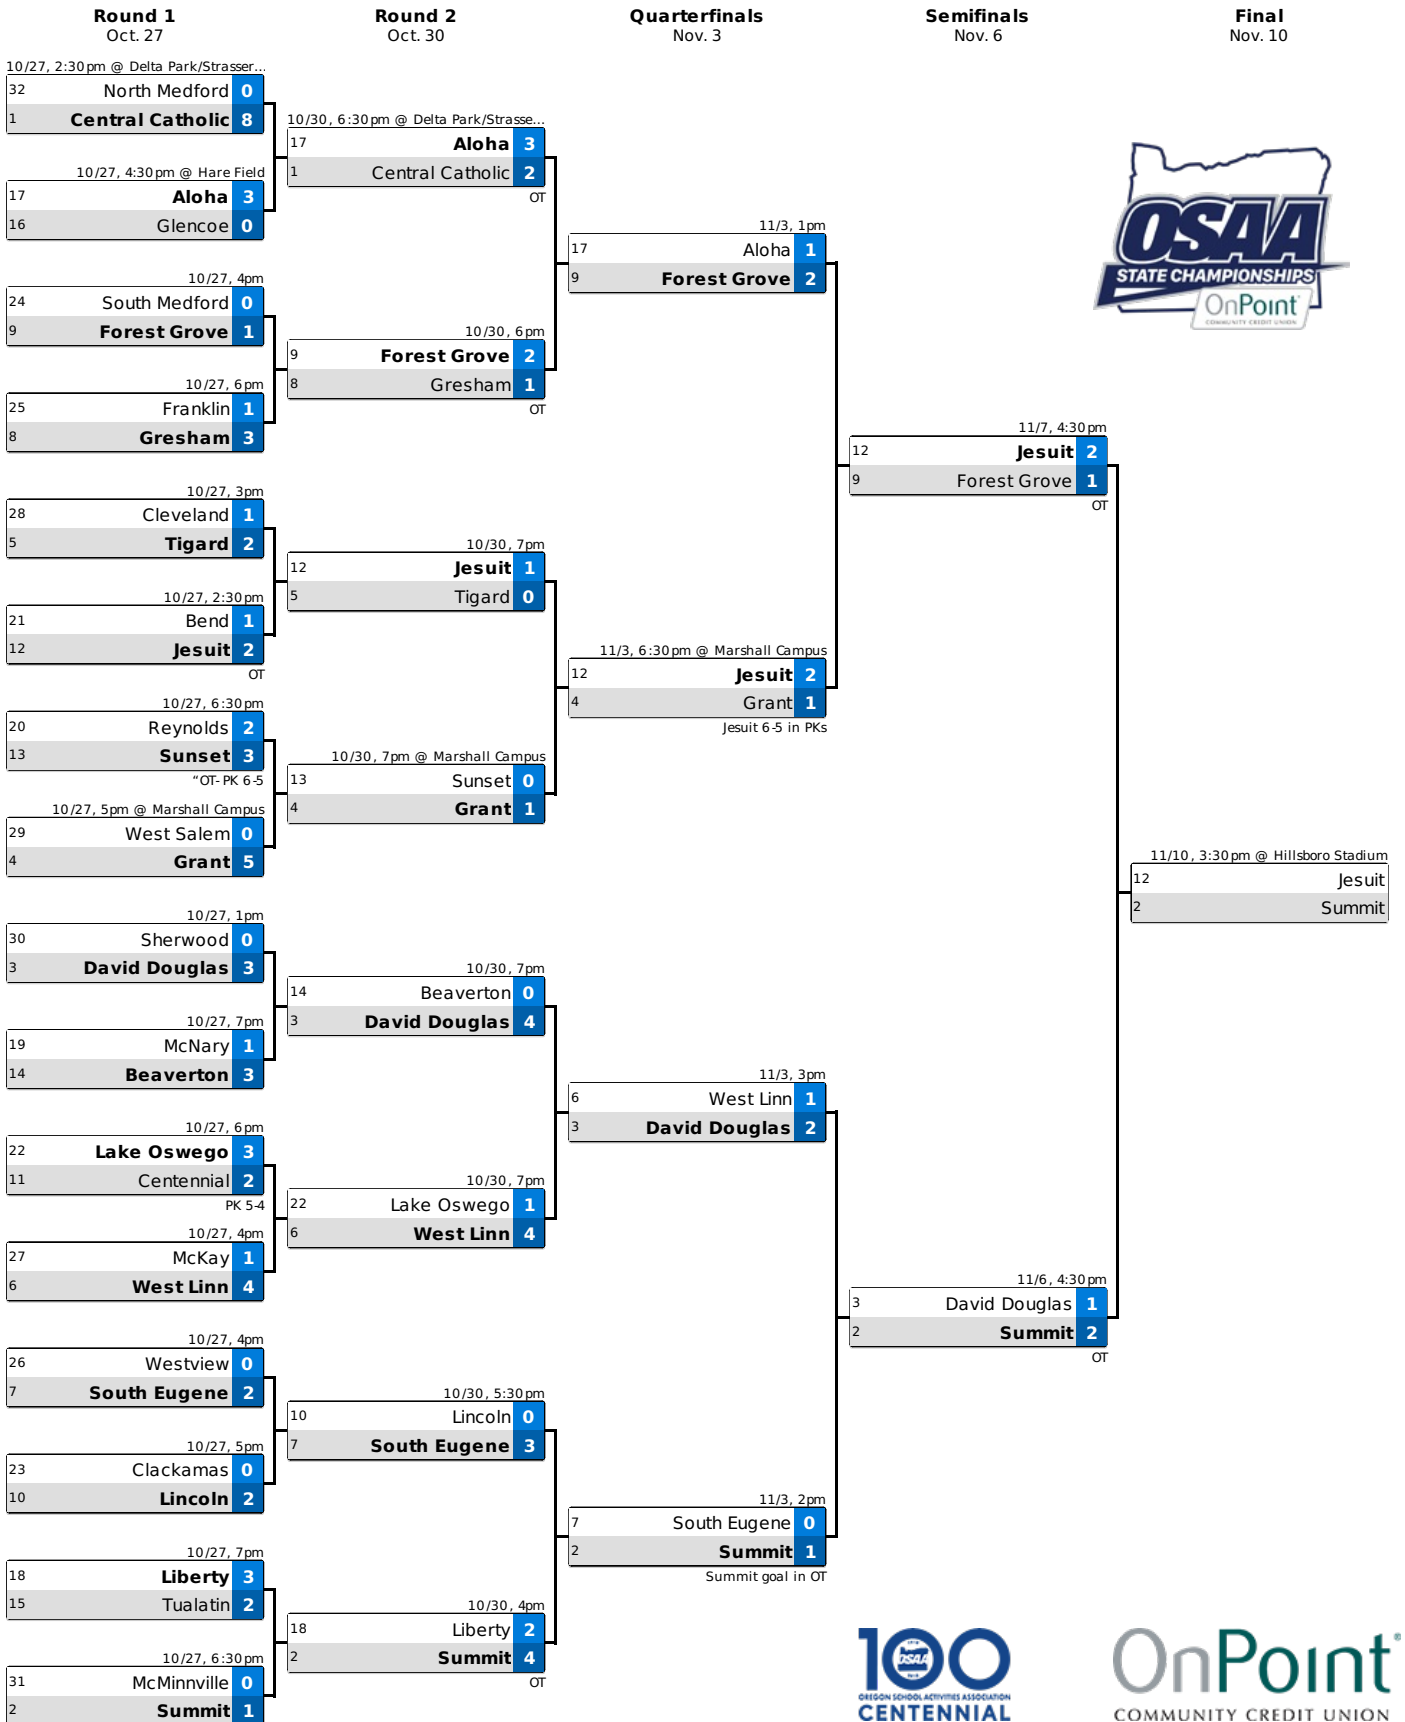 Round 1
Oct. 27
Round 2
Oct. 30
Quarterfinals
Nov. 3
Semifinals
Nov. 6
Final
Nov. 10
10/27, 2:30pm @ Delta Park/Strasser...
32 North Medford 0
1 Central Catholic 8
10/27, 4:30pm @ Hare Field
17 Aloha 3
16 Glencoe 0
10/27, 4pm
24 South Medford 0
9 Forest Grove 1
10/27, 6pm
25 Franklin 1
8 Gresham 3
10/27, 3pm
28 Cleveland 1
5 Tigard 2
10/27, 2:30pm
21 Bend 1
12 Jesuit 2
OT
10/27, 6:30pm
20 Reynolds 2
13 Sunset 3
"OT-PK 6-5
10/27, 5pm @ Marshall Campus
29 West Salem 0
4 Grant 5
10/27, 1pm
30 Sherwood 0
3 David Douglas 3
10/27, 7pm
19 McNary 1
14 Beaverton 3
10/27, 6pm
22 Lake Oswego 3
11 Centennial 2
PK 5-4
10/27, 4pm
27 McKay 1
6 West Linn 4
10/27, 4pm
26 Westview 0
7 South Eugene 2
10/27, 5pm
23 Clackamas 0
10 Lincoln 2
10/27, 7pm
18 Liberty 3
15 Tualatin 2
10/27, 6:30pm
31 McMinnville 0
2 Summit 1
10/30, 6:30pm @ Delta Park/Strasse...
17 Aloha 3
1 Central Catholic 2
OT
10/30, 6pm
9 Forest Grove 2
8 Gresham 1
OT
10/30, 7pm
12 Jesuit 1
5 Tigard 0
10/30, 7pm @ Marshall Campus
13 Sunset 0
4 Grant 1
10/30, 7pm
14 Beaverton 0
3 David Douglas 4
10/30, 7pm
22 Lake Oswego 1
6 West Linn 4
10/30, 5:30pm
10 Lincoln 0
7 South Eugene 3
10/30, 4pm
18 Liberty 2
2 Summit 4
OT
11/3, 1pm
17 Aloha 1
9 Forest Grove 2
11/3, 6:30pm @ Marshall Campus
12 Jesuit 2
4 Grant 1
Jesuit 6-5 in PKs
11/3, 3pm
6 West Linn 1
3 David Douglas 2
11/3, 2pm
7 South Eugene 0
2 Summit 1
Summit goal in OT
11/7, 4:30pm
12 Jesuit 2
9 Forest Grove 1
OT
11/6, 4:30pm
3 David Douglas 1
2 Summit 2
OT
11/10, 3:30pm @ Hillsboro Stadium
12 Jesuit
2 Summit
OSAA
STATE CHAMPIONSHIPS
OnPoint
COMMUNITY CREDIT UNION
100
OSAA
OREGON SCHOOL ACTIVITIES ASSOCIATION
CENTENNIAL
OnPoint®
COMMUNITY CREDIT UNION